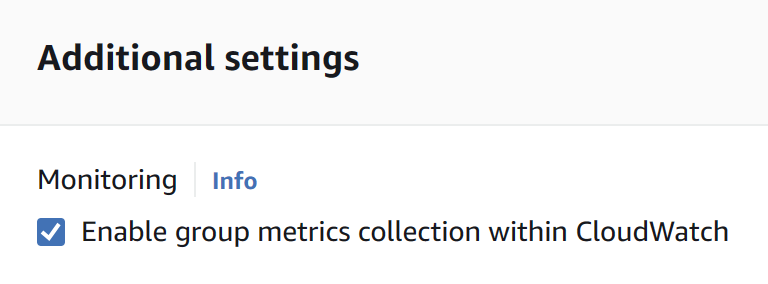 Additional settings
Monitoring Info
Enable group metrics collection within CloudWatch